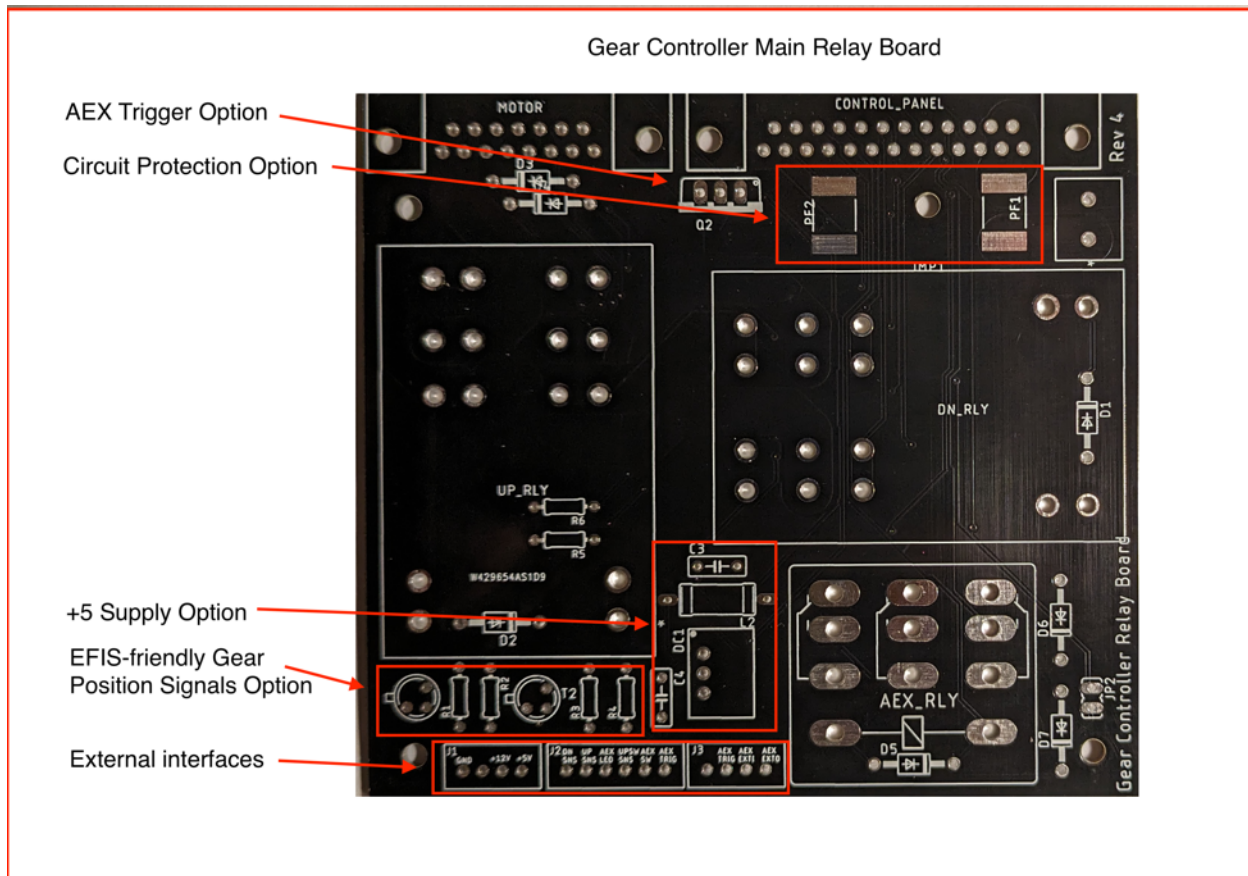 Gear Controller Main Relay Board
AEX Trigger Option
Circuit Protection Option
+5 Supply Option
EFIS-friendly Gear
Position Signals Option
External interfaces
MOTOR
CONTROL_PANEL
Rev 4
D3
Q2
PF2
PF1
JMP1
DN_RLY
D1
UP_RLY
R6
R5
W429654AS1D9
D2
C3
L2
DC1
C4
R1
R2
T2
R3
R4
AEX_RLY
D5
D6
D7
JP2
Gear Controller Relay Board
J1
GND +12V +5V
J2 DN UP AEX UPSW AEX AEX
SNS SNS LED SNS SW TRIG
J3 AEX AEX AEX
TRIG EXTI EXTO